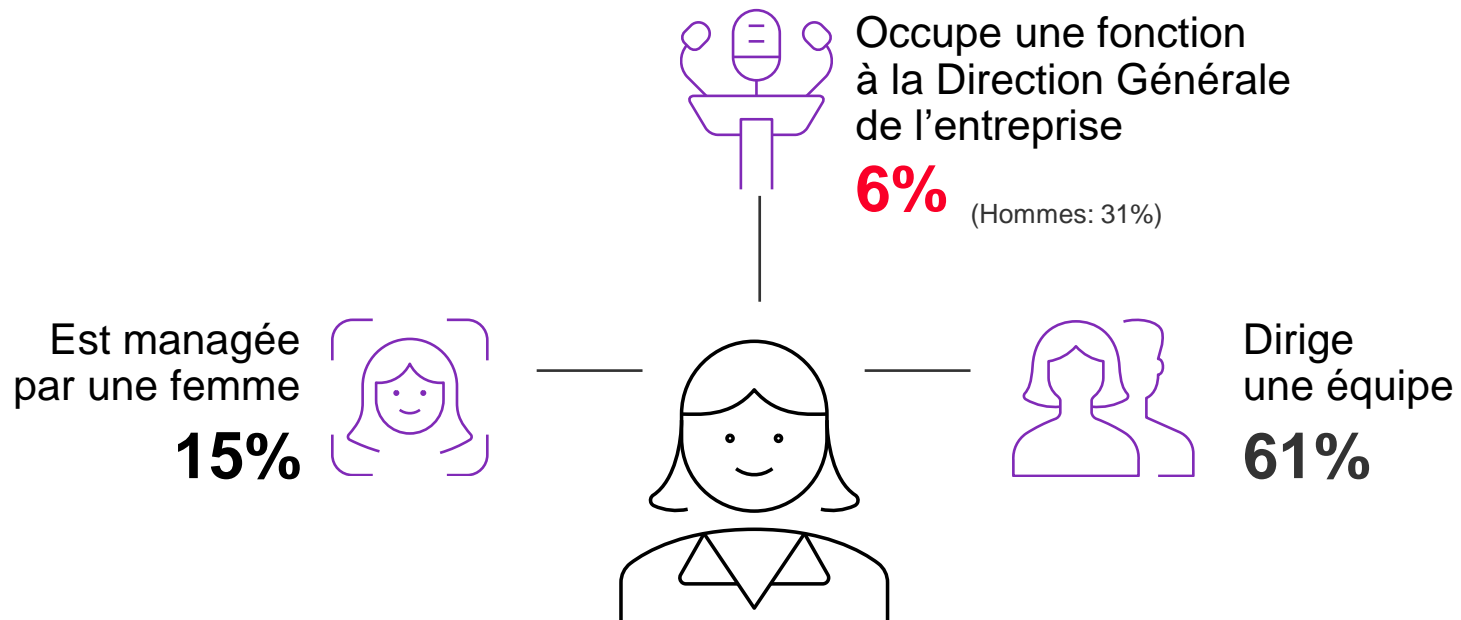 Occupe une fonction
à la Direction Générale
de l’entreprise
6% (Hommes: 31%)
Est managée
par une femme
15%
Dirige
une équipe
61%